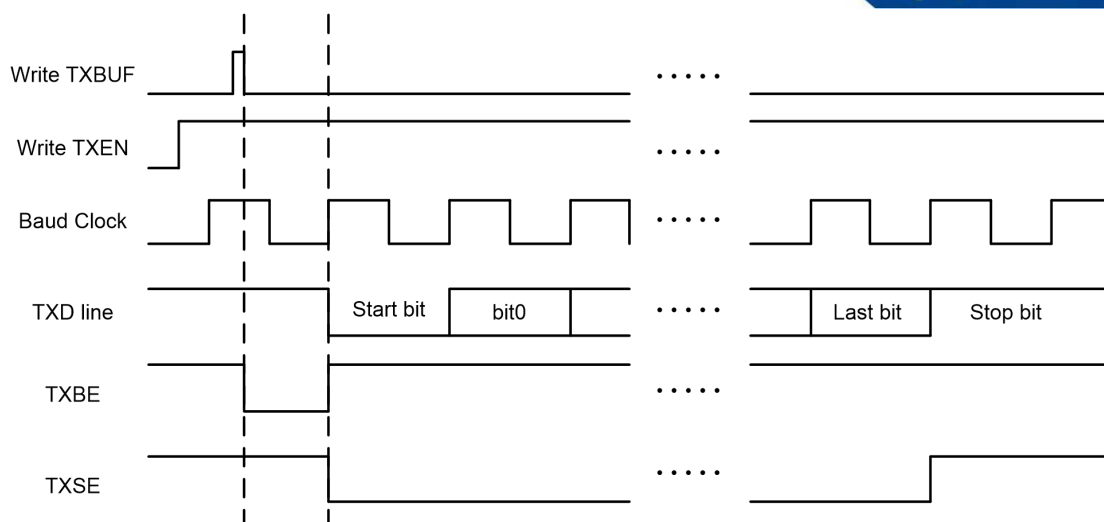 Write TXBUF
Write TXEN
Baud Clock
TXD line
Start bit
bit0
Last bit
Stop bit
TXBE
TXSE